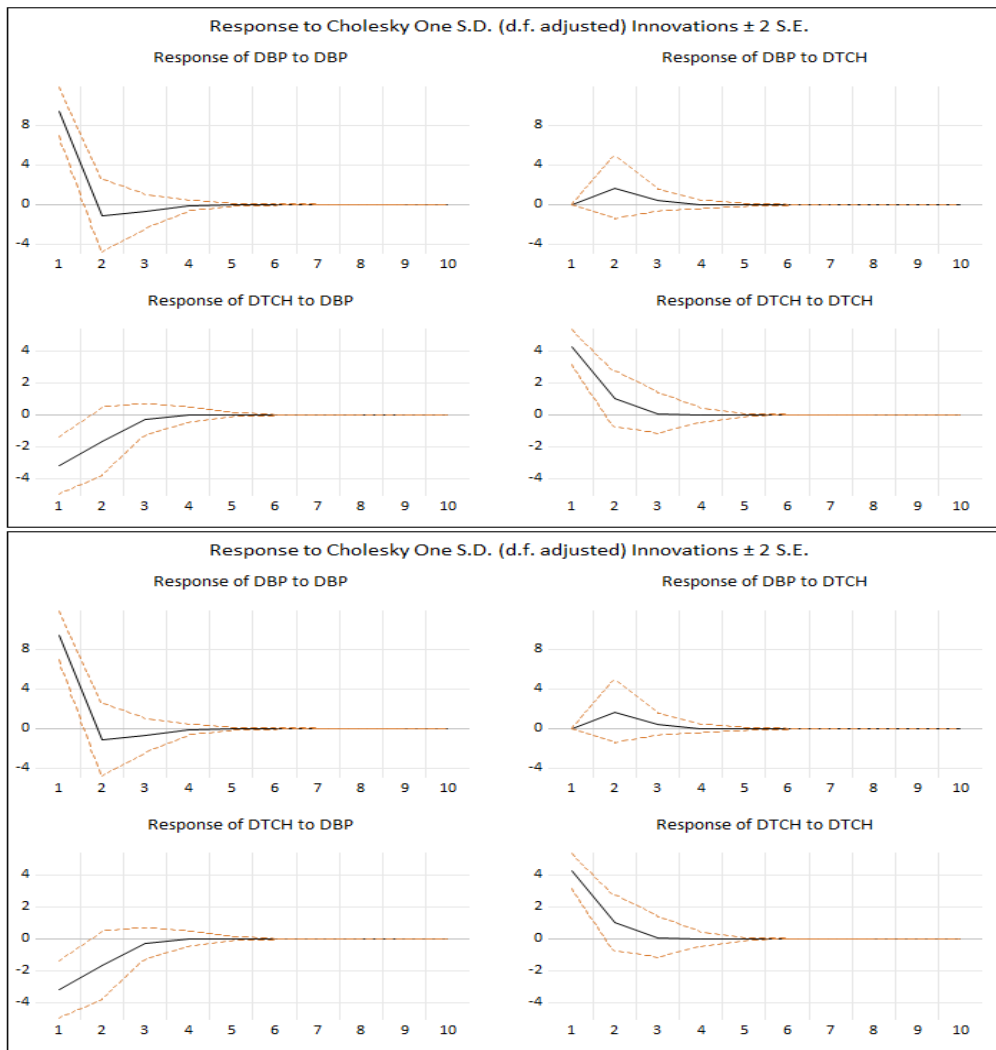 Response to Cholesky One S.D. (d.f. adjusted) Innovations ± 2 S.E.
Response of DBP to DBP
Response of DBP to DTCH
8
4
0
-4
1 2 3 4 5 6 7 8 9 10
8
4
0
-4
1 2 3 4 5 6 7 8 9 10
Response of DTCH to DBP
Response of DTCH to DTCH
4
2
0
-2
-4
1 2 3 4 5 6 7 8 9 10
4
2
0
-2
-4
1 2 3 4 5 6 7 8 9 10
Response to Cholesky One S.D. (d.f. adjusted) Innovations ± 2 S.E.
Response of DBP to DBP
Response of DBP to DTCH
8
4
0
-4
1 2 3 4 5 6 7 8 9 10
8
4
0
-4
1 2 3 4 5 6 7 8 9 10
Response of DTCH to DBP
Response of DTCH to DTCH
4
2
0
-2
-4
1 2 3 4 5 6 7 8 9 10
4
2
0
-2
-4
1 2 3 4 5 6 7 8 9 10